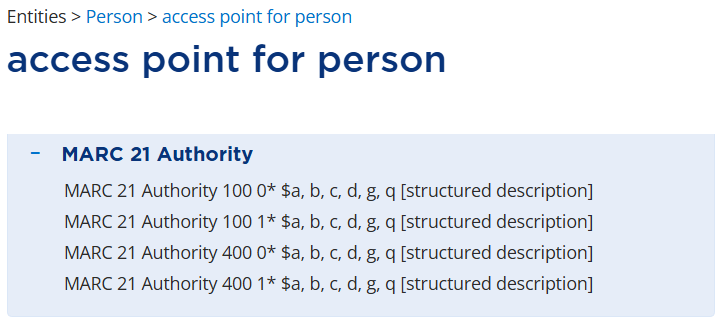 Entities > Person > access point for person
access point for person
− MARC 21 Authority
MARC 21 Authority 100 0* $a, b, c, d, g, q [structured description]
MARC 21 Authority 100 1* $a, b, c, d, g, q [structured description]
MARC 21 Authority 400 0* $a, b, c, d, g, q [structured description]
MARC 21 Authority 400 1* $a, b, c, d, g, q [structured description]